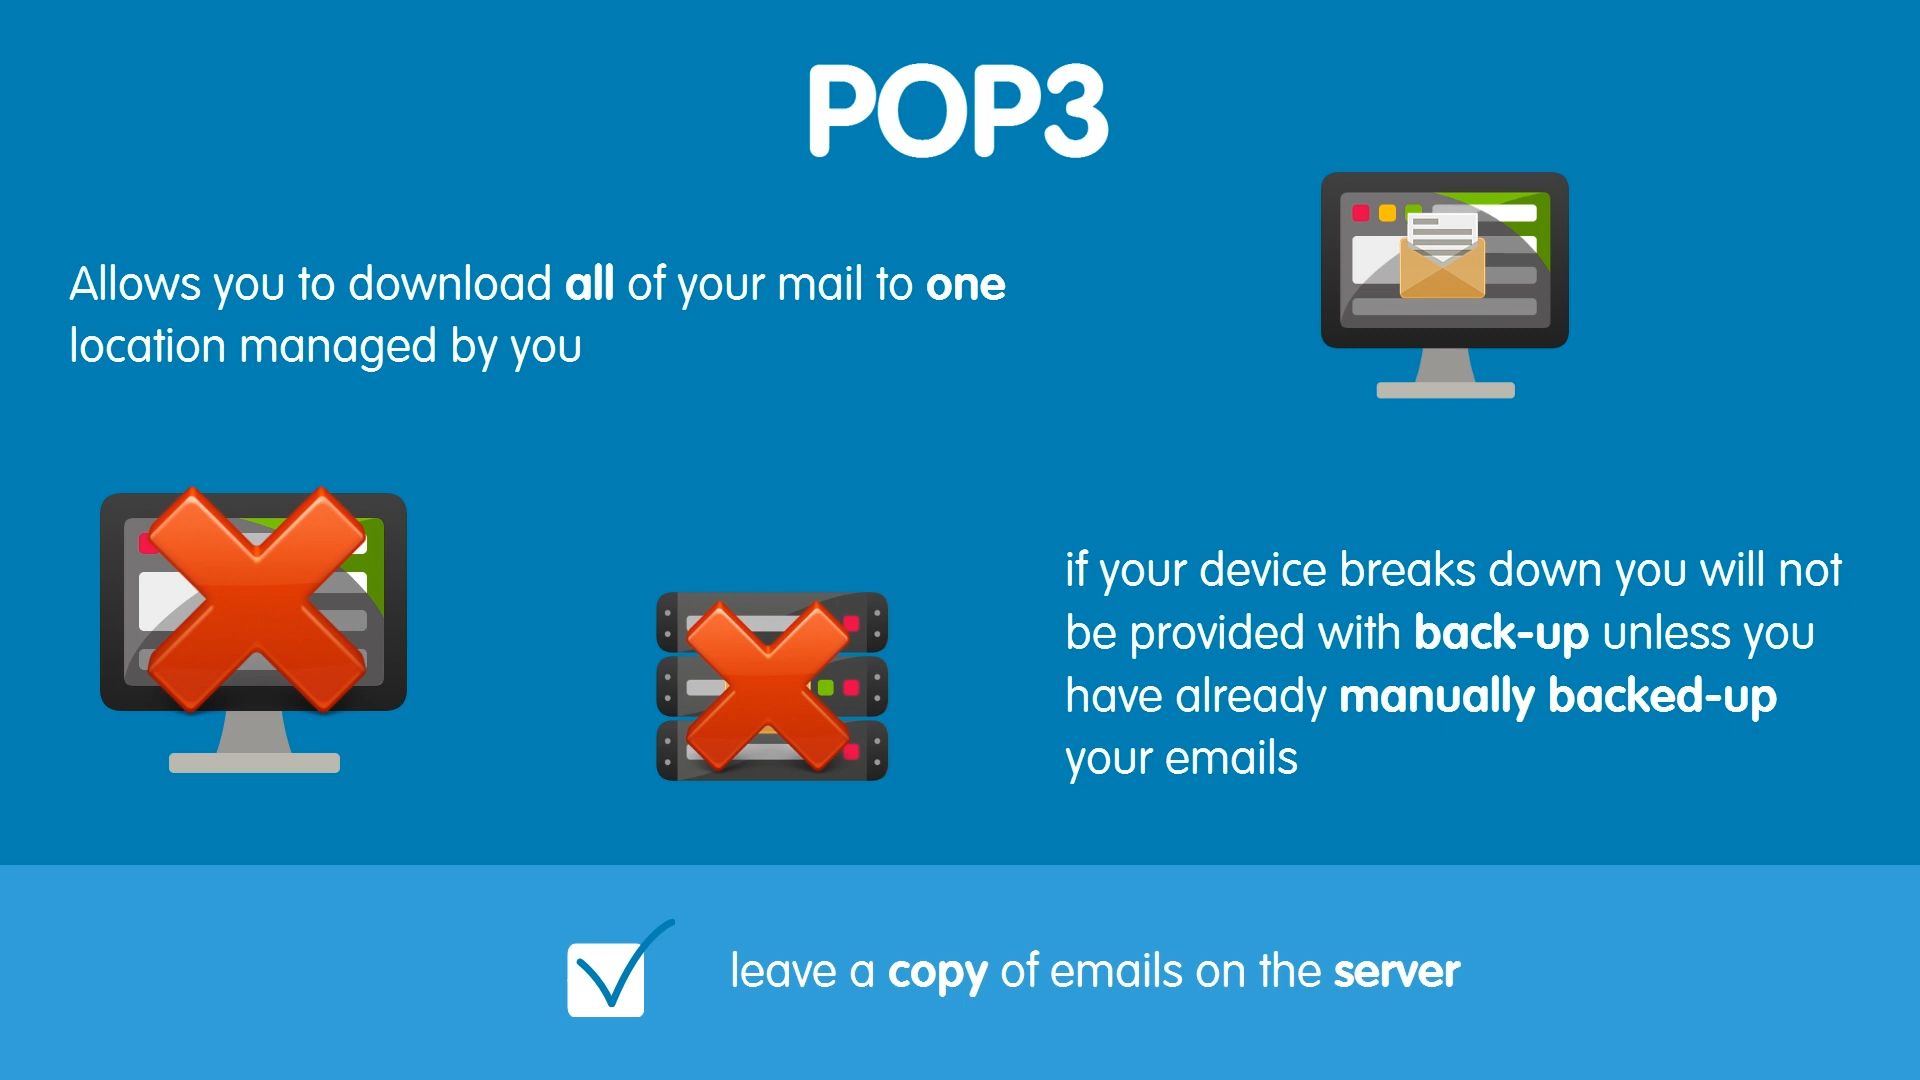 POP3
Allows you to download all of your mail to one
location managed by you
if your device breaks down you will not
be provided with back-up unless you
have already manually backed-up
your emails
leave a copy of emails on the server